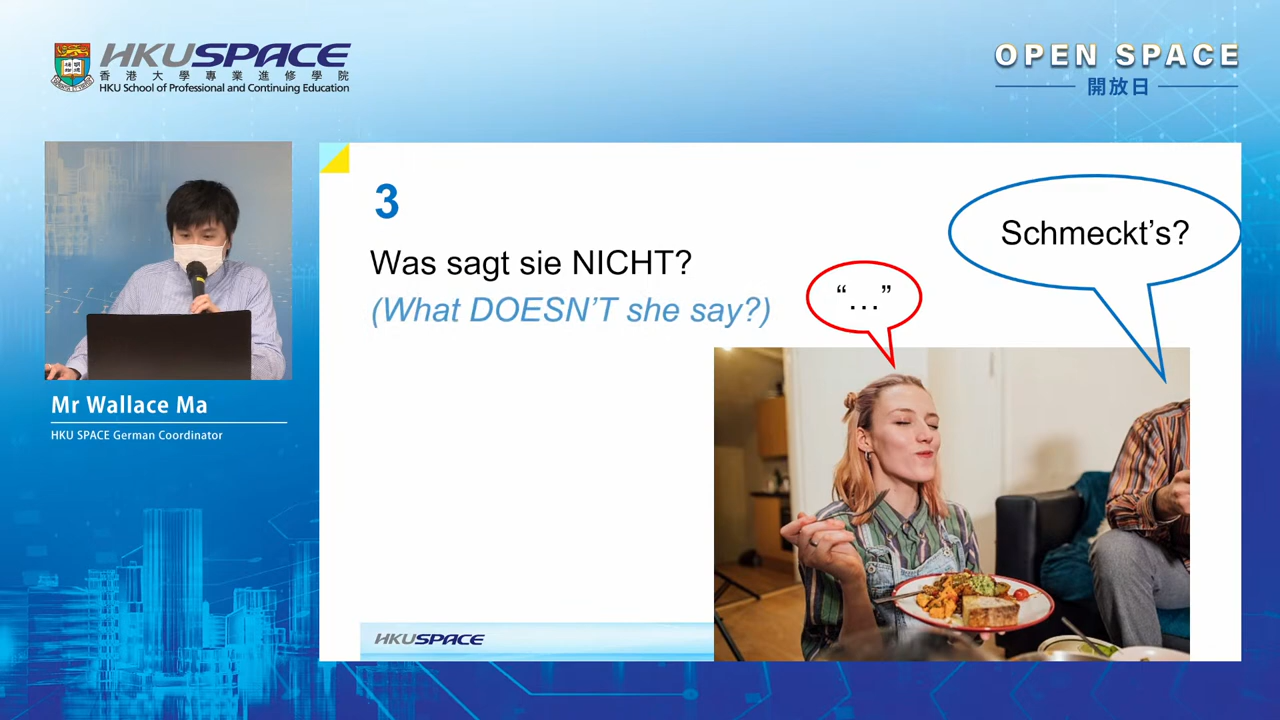 HKUSPACE
香港大學專業進修學院
HKU School of Professional and Continuing Education
OPEN SPACE
開放日
3
Was sagt sie NICHT?
(What DOESN’T she say?)
“…”
Schmeckt’s?
Mr Wallace Ma
HKU SPACE German Coordinator
HKUSPACE